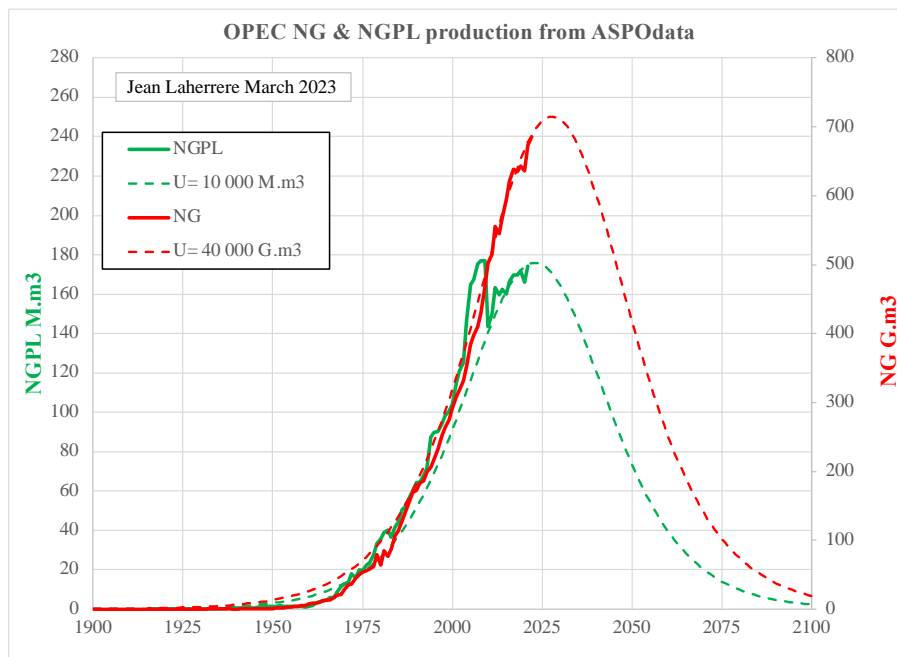 OPEC NG & NGPL production from ASPOdata
Jean Laherrere March 2023
NGPL
U= 10 000 M.m3
NG
U= 40 000 G.m3
NGPL M.m3
280
260
240
220
200
180
160
140
120
100
80
60
40
20
0
NG G.m3
800
700
600
500
400
300
200
100
0
1900 1925 1950 1975 2000 2025 2050 2075 2100